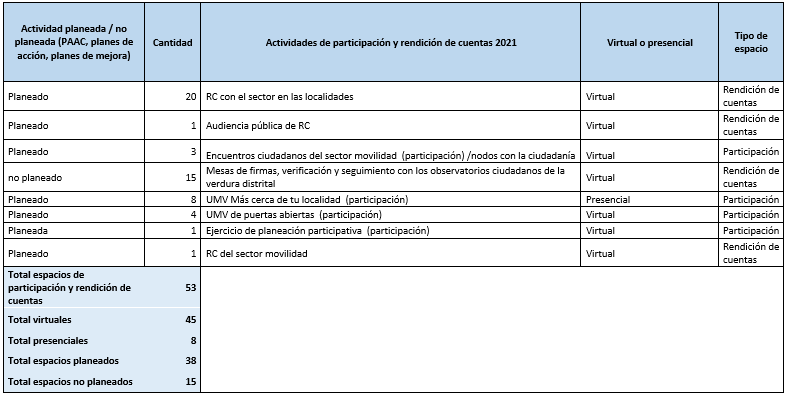 Actividad planeada / no planeada (PAAC, planes de acción, planes de mejora) Cantidad Actividades de participación y rendición de cuentas 2021 Virtual o presencial Tipo de espacio
Planeado 20 RC con el sector en las localidades Virtual Rendición de cuentas
Planeado 1 Audiencia pública de RC Virtual Rendición de cuentas
Planeado 3 Encuentros ciudadanos del sector movilidad (participación) /nodos con la ciudadanía Virtual Participación
no planeado 15 Mesas de firmas, verificación y seguimiento con los observatorios ciudadanos de la verdura distrital Virtual Rendición de cuentas
Planeado 8 UMV Más cerca de tu localidad (participación) Presencial Participación
Planeado 4 UMV de puertas abiertas (participación) Virtual Participación
Planeada 1 Ejercicio de planeación participativa (participación) Virtual Participación
Planeado 1 RC del sector movilidad Virtual Rendición de cuentas
Total espacios de participación y rendición de cuentas 53
Total virtuales 45
Total presenciales 8
Total espacios planeados 38
Total espacios no planeados 15